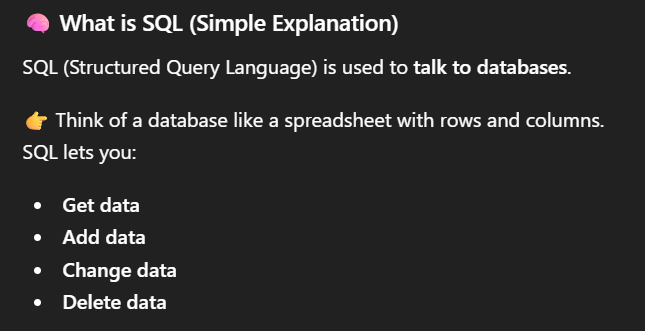 🧠 What is SQL (Simple Explanation)
SQL (Structured Query Language) is used to talk to databases.
👉 Think of a database like a spreadsheet with rows and columns.
SQL lets you:
• Get data
• Add data
• Change data
• Delete data